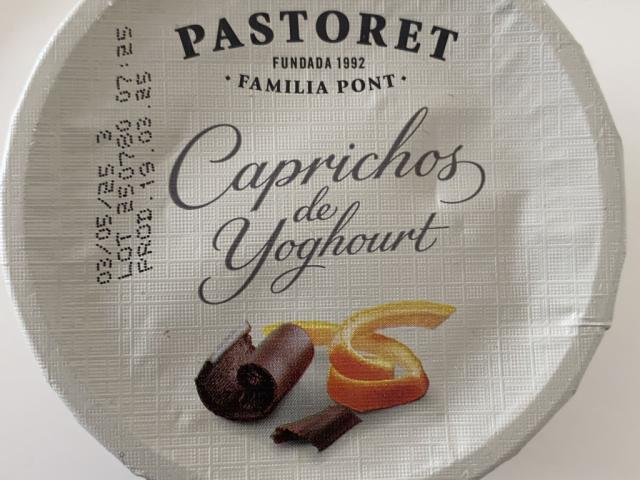 PASTORET
FUNDADA 1992
· FAMILIA PONT ·
Caprichos
de
Yoghourt
03/05/25 3
LOT 250780 07:25
PROD.19.03.25